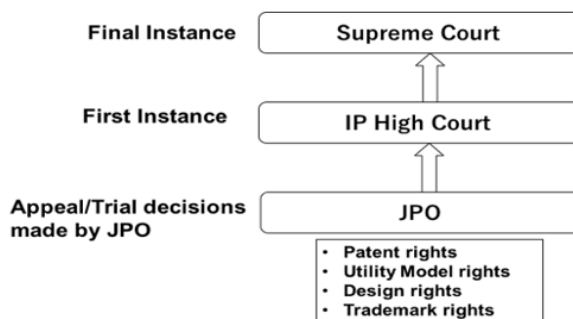 Final Instance
Supreme Court
First Instance
IP High Court
Appeal/Trial decisions
made by JPO
JPO
• Patent rights
• Utility Model rights
• Design rights
• Trademark rights